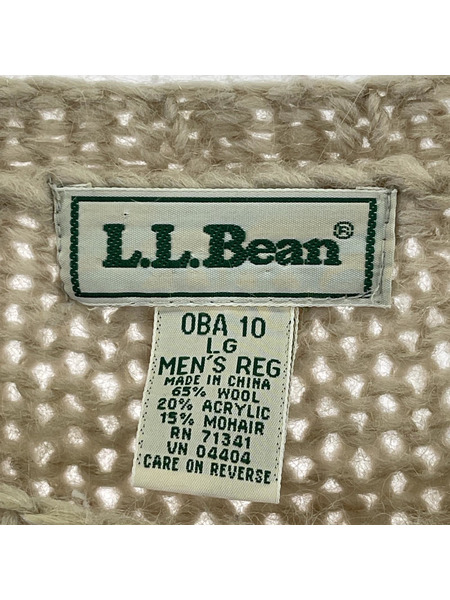 L.L.Bean®
OBA 10
LG
MEN'S REG
MADE IN CHINA
65% WOOL
20% ACRYLIC
15% MOHAIR
RN 71341
VN 04404
CARE ON REVERSE